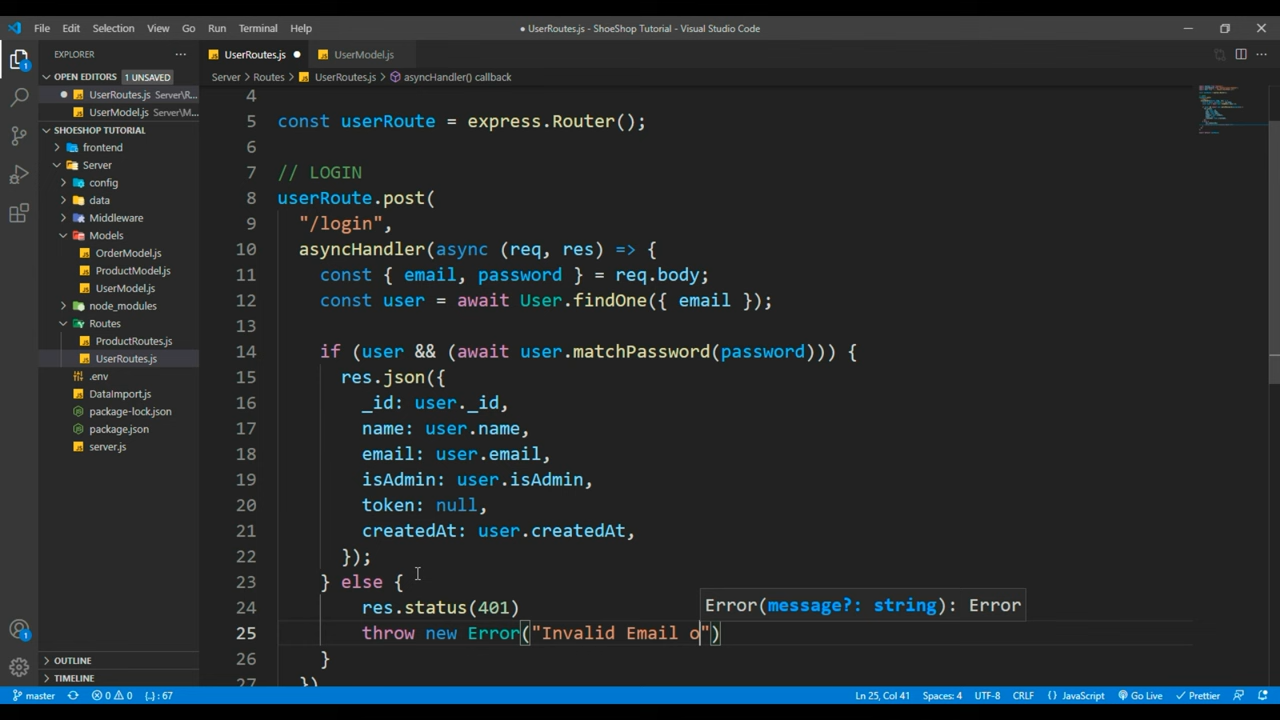 File Edit Selection View Go Run Terminal Help
● UserRoutes.js - ShoeShop Tutorial - Visual Studio Code
EXPLORER
OPEN EDITORS 1 UNSAVED
UserRoutes.js Server\R...
UserModel.js Server\M...
SHOESHOP TUTORIAL
frontend
Server
config
data
Middleware
Models
OrderModel.js
ProductModel.js
UserModel.js
node_modules
Routes
ProductRoutes.js
UserRoutes.js
.env
DataImport.js
package-lock.json
package.json
server.js
OUTLINE
TIMELINE
1
1
UserRoutes.js ● UserModel.js
Server > Routes > UserRoutes.js > asyncHandler() callback
4
5 const userRoute = express.Router();
6
7 // LOGIN
8 userRoute.post(
9 "/login",
10 asyncHandler(async (req, res) => {
11 const { email, password } = req.body;
12 const user = await User.findOne({ email });
13
14 if (user && (await user.matchPassword(password))) {
15 res.json({
16 _id: user._id,
17 name: user.name,
18 email: user.email,
19 isAdmin: user.isAdmin,
20 token: null,
21 createdAt: user.createdAt,
22 });
23 } else {
24 res.status(401)
Error(message?: string): Error
25 throw new Error("Invalid Email o")
26 }
27 })
master 0 0 {..} : 67 Ln 25, Col 41 Spaces: 4 UTF-8 CRLF {} JavaScript Go Live Prettier